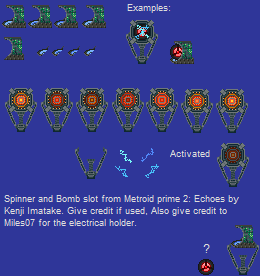 Examples:
Activated
Spinner and Bomb slot from Metroid prime 2: Echoes by
Kenji Imatake. Give credit if used, Also give credit to
Miles07 for the electrical holder.
?